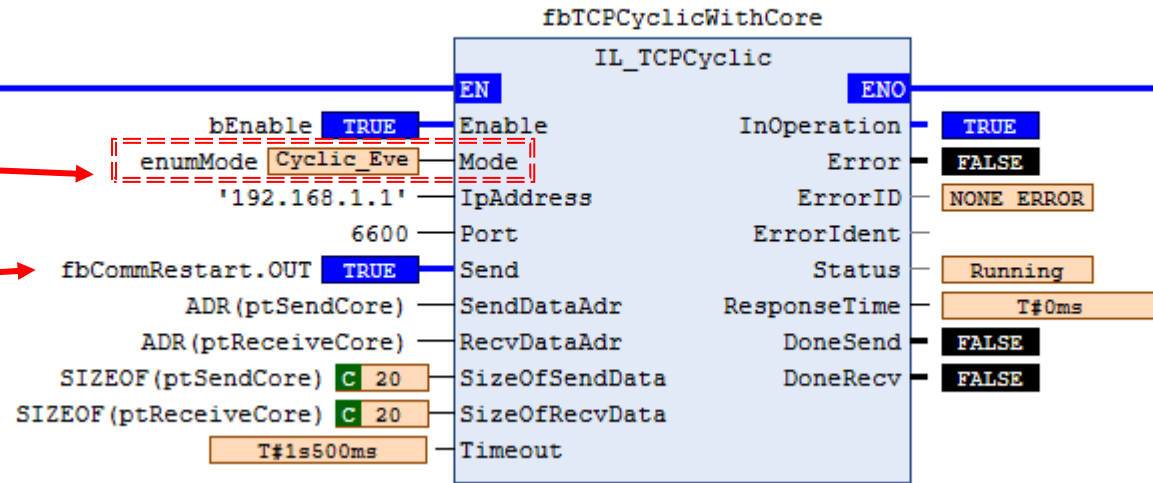 fbTCPCyclicWithCore
IL_TCPCyclic
EN ENO
bEnable TRUE Enable InOperation TRUE
enumMode Cyclic_Eve Mode Error FALSE
'192.168.1.1' IpAddress ErrorID NONE ERROR
6600 Port ErrorIdent
fbCommRestart.OUT TRUE Send Status Running
ADR(ptSendCore) SendDataAdr ResponseTime T#0ms
ADR(ptReceiveCore) RecvDataAdr DoneSend FALSE
SIZEOF(ptSendCore) C 20 SizeOfSendData DoneRecv FALSE
SIZEOF(ptReceiveCore) C 20 SizeOfRecvData
T#1s500ms Timeout